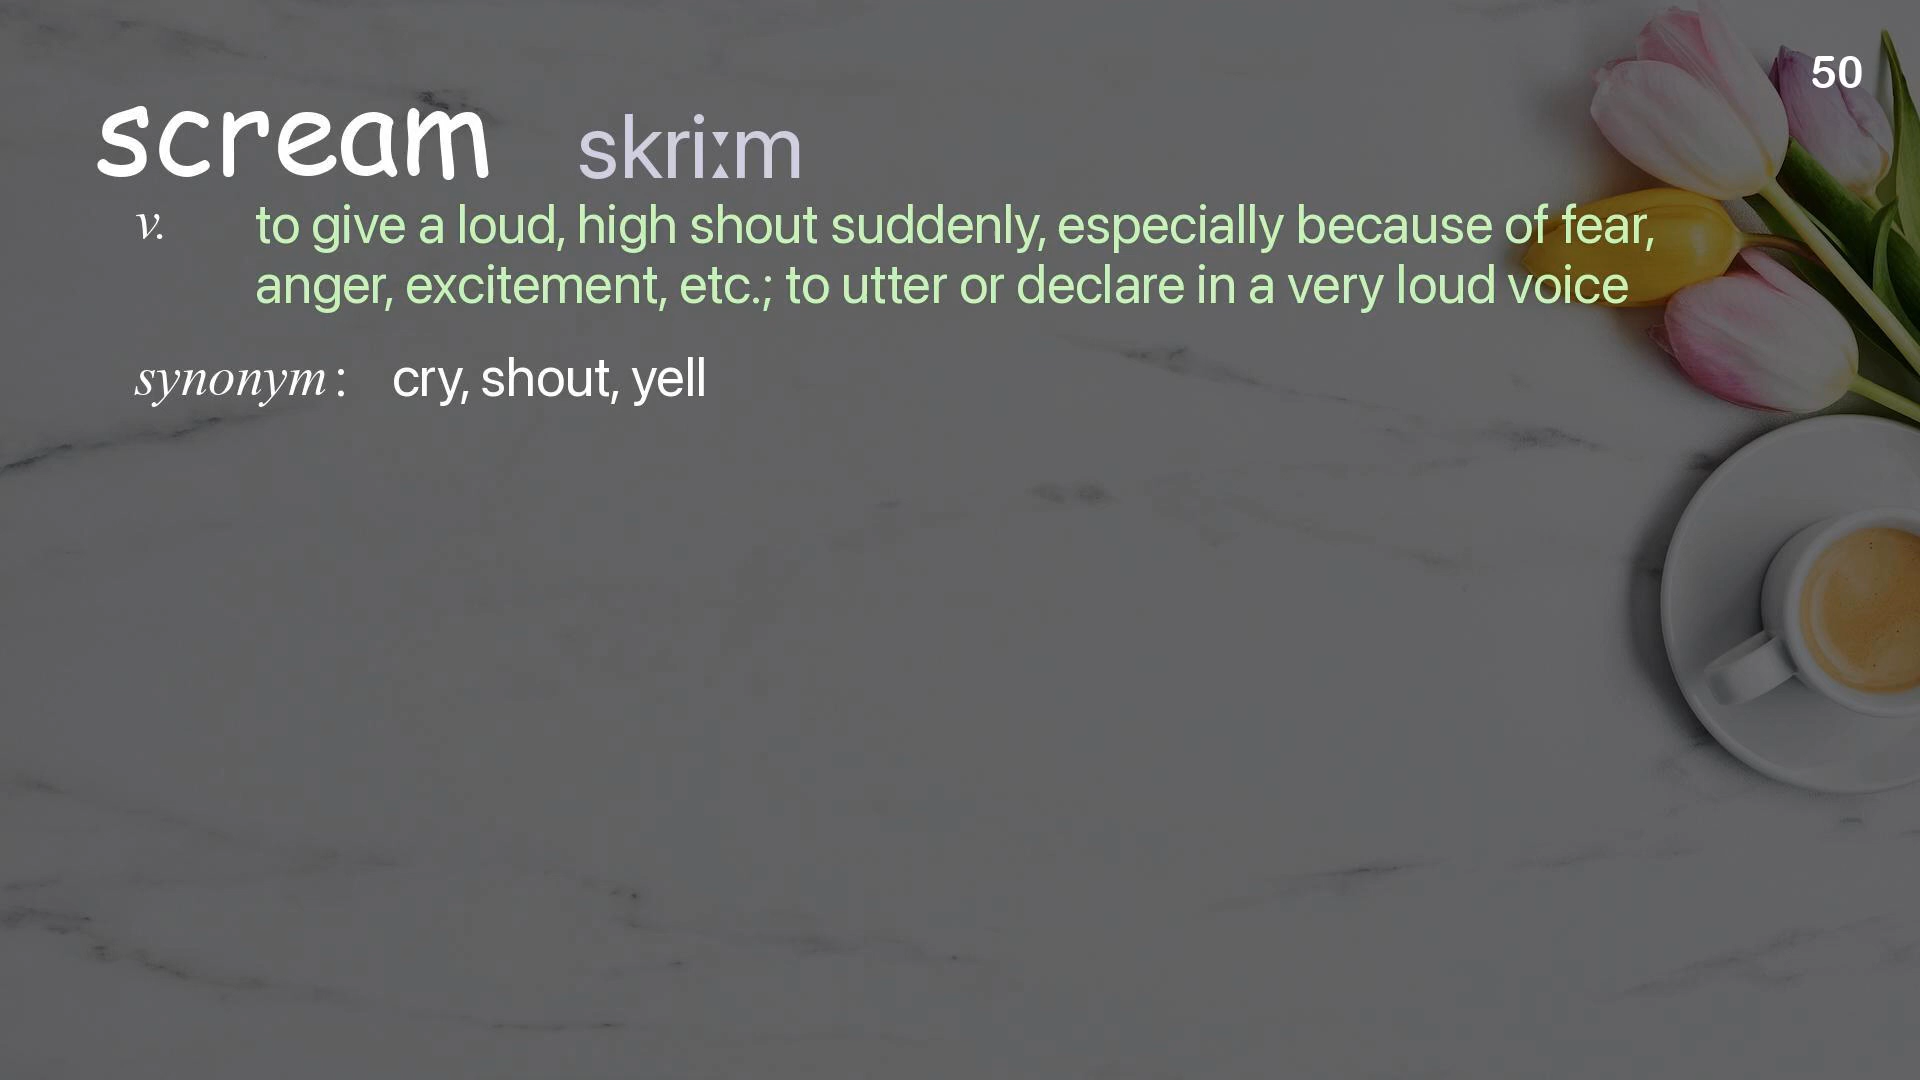 50
scream skriːm
v. to give a loud, high shout suddenly, especially because of fear,
anger, excitement, etc.; to utter or declare in a very loud voice
synonym: cry, shout, yell